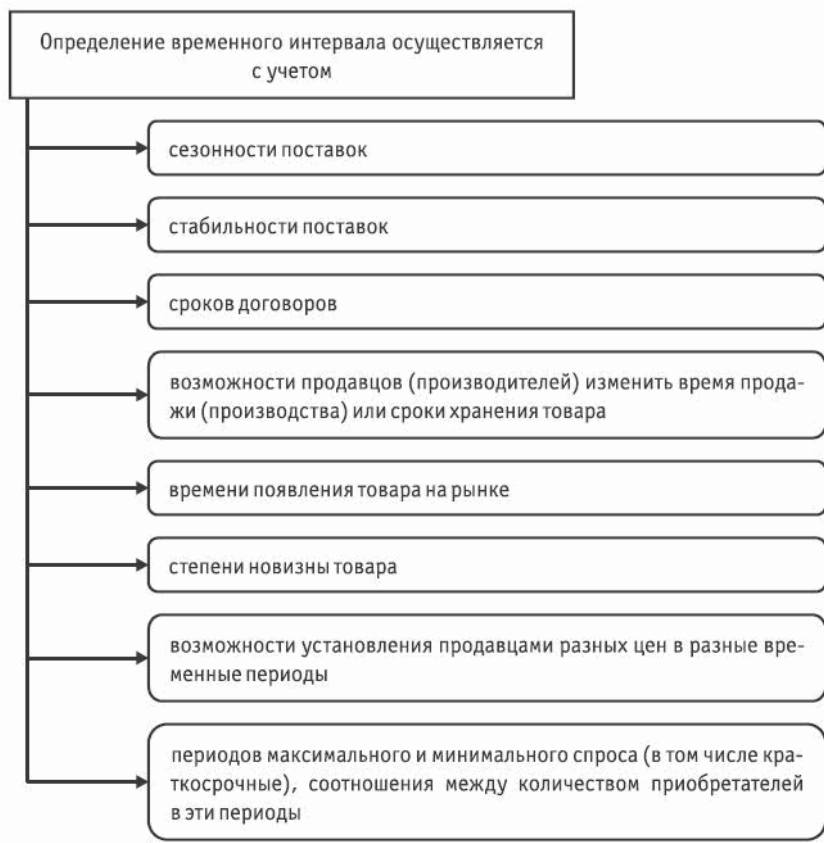 Определение временного интервала осуществляется
с учетом
сезонности поставок
стабильности поставок
сроков договоров
возможности продавцов (производителей) изменить время прода-
жи (производства) или сроки хранения товара
времени появления товара на рынке
степени новизны товара
возможности установления продавцами разных цен в разные вре-
менные периоды
периодов максимального и минимального спроса (в том числе кра-
ткосрочные), соотношения между количеством приобретателей
в эти периоды